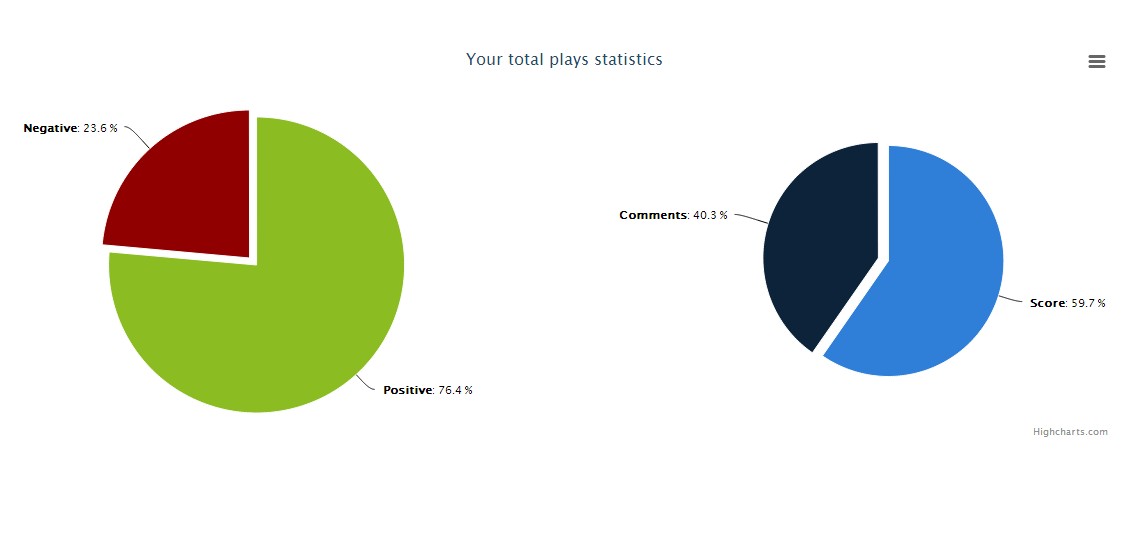 Your total plays statistics
Negative: 23.6 %
Positive: 76.4 %
Comments: 40.3 %
Score: 59.7 %
Highcharts.com